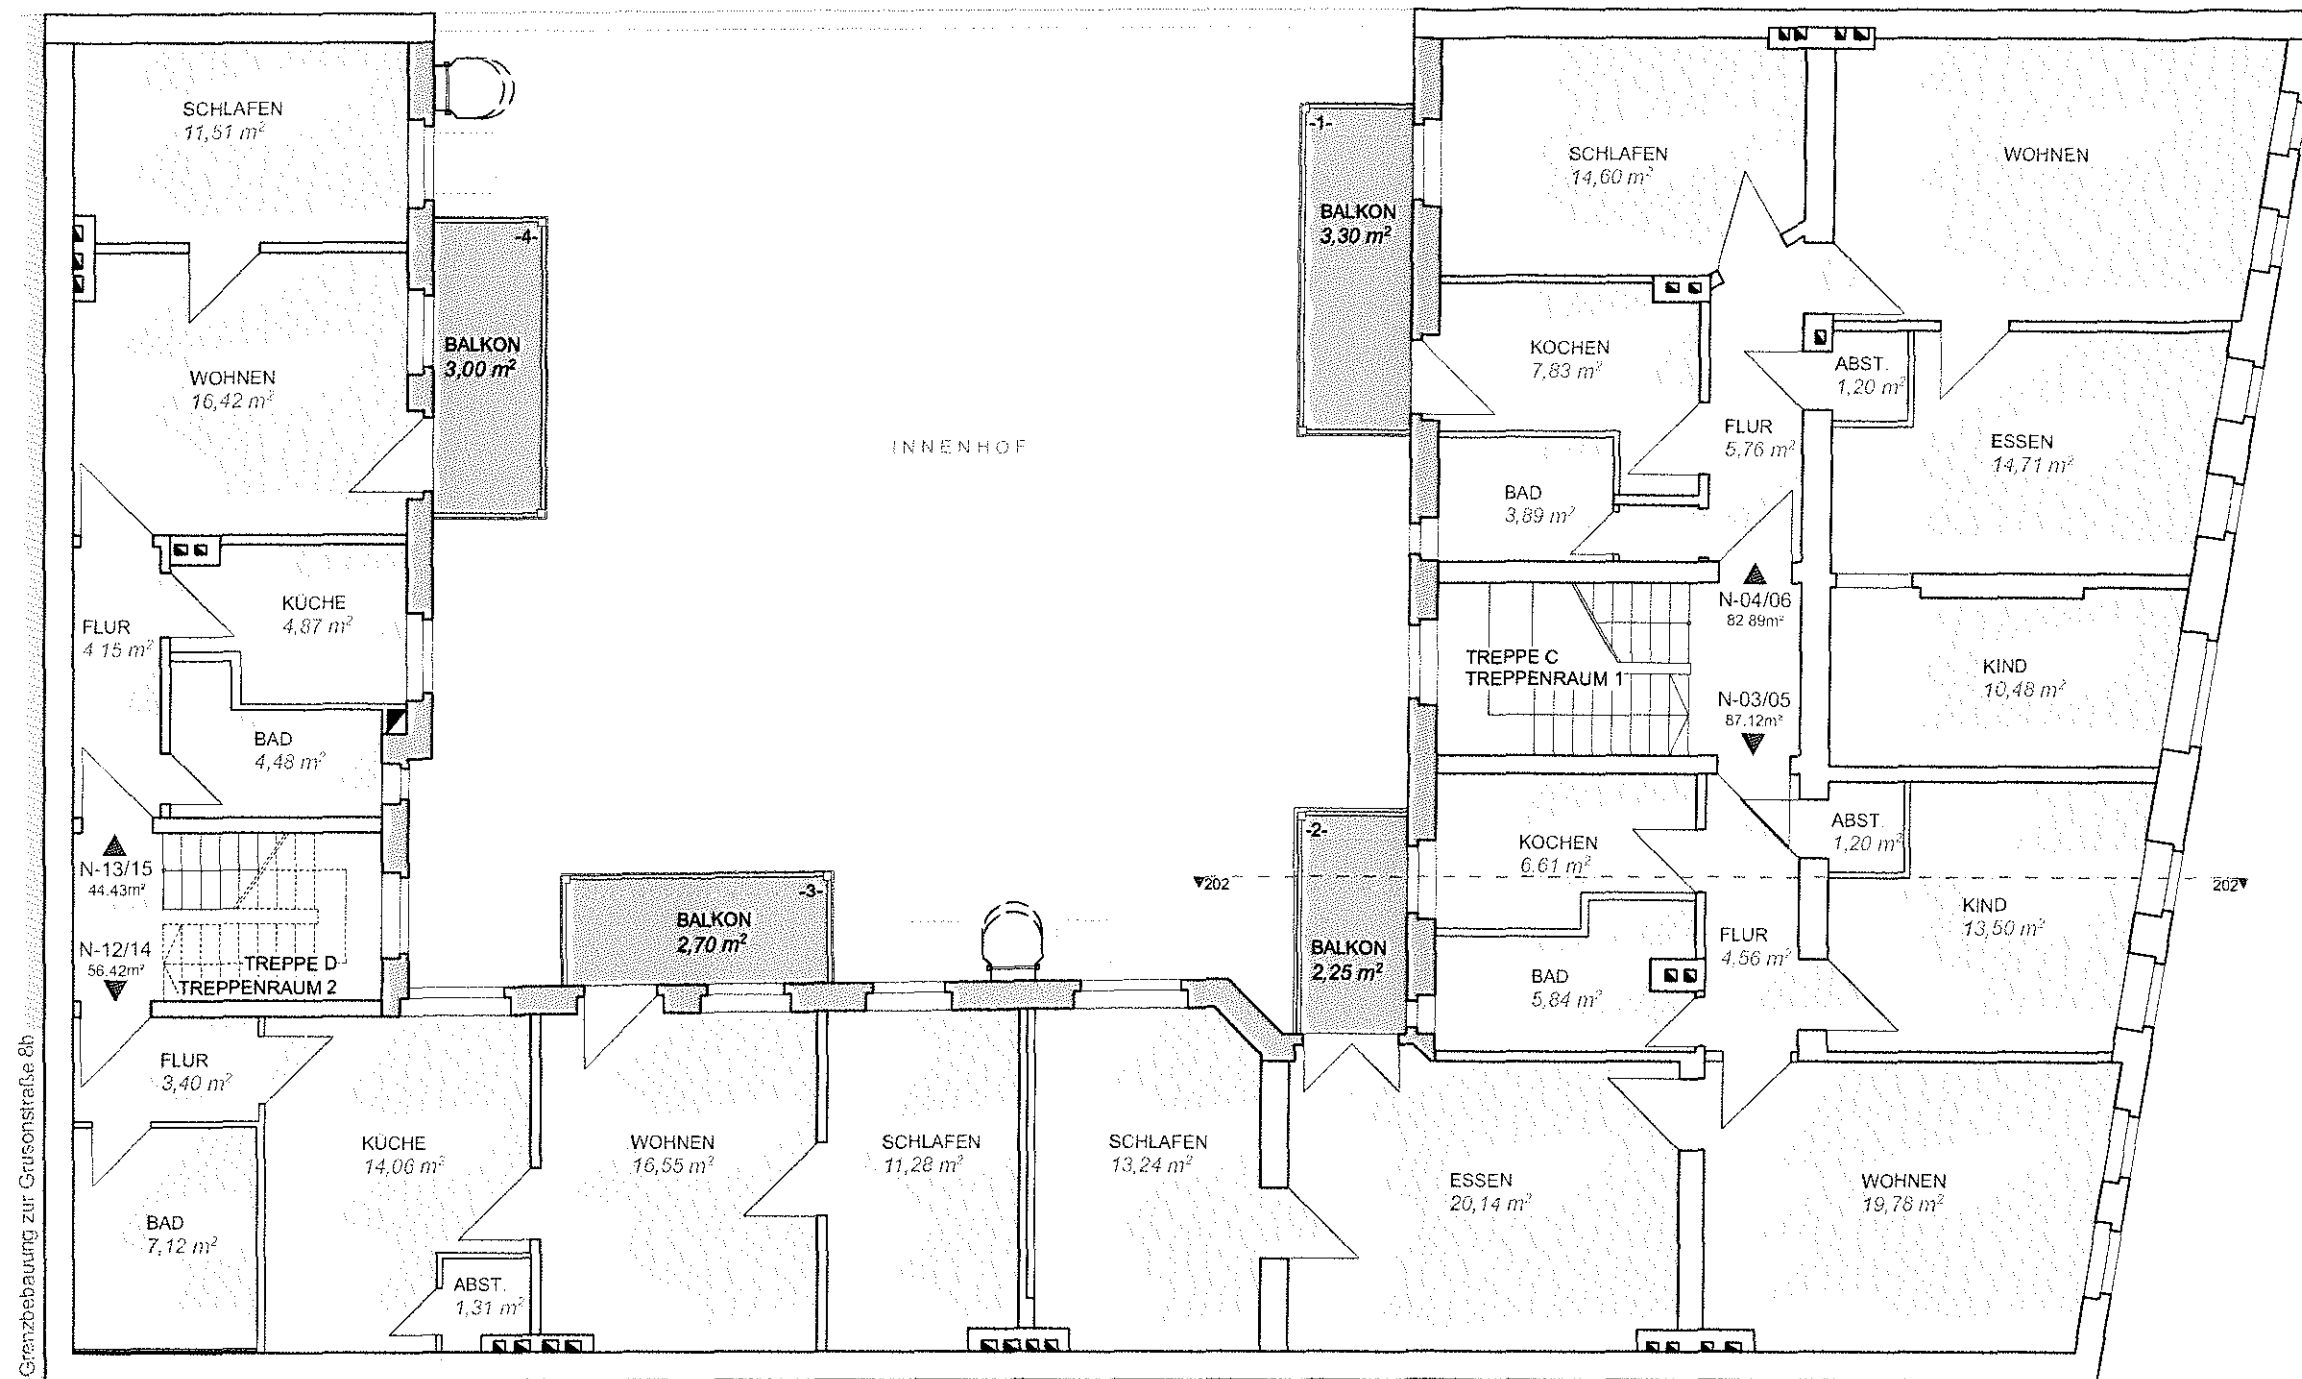 SCHLAFEN
11,51 m²
-4-
BALKON
3,00 m²
WOHNEN
16,42 m²
KÜCHE
4,87 m²
FLUR
4.15 m²
BAD
4,48 m²
N-13/15
44.43m²
N-12/14
56.42m²
TREPPE D
TREPPENRAUM 2
FLUR
3,40 m²
BAD
7,12 m²
KÜCHE
14,06 m²
ABST.
1,31 m²
-3-
BALKON
2,70 m²
WOHNEN
16,55 m²
SCHLAFEN
11,28 m²
SCHLAFEN
13,24 m²
INNENHOF
-1-
BALKON
3,30 m²
SCHLAFEN
14,60 m²
WOHNEN
KOCHEN
7,83 m²
ABST.
1,20 m²
FLUR
5,76 m²
ESSEN
14,71 m²
BAD
3,89 m²
N-04/06
82 89m²
TREPPE C
TREPPENRAUM 1
N-03/05
87.12m²
KIND
10,48 m²
-2-
BALKON
2,25 m²
KOCHEN
6,61 m²
ABST.
1,20 m²
202
202
KIND
13,50 m²
FLUR
4,56 m²
BAD
5,84 m²
ESSEN
20,14 m²
WOHNEN
19,78 m²
Grenzbebauung zur Grusonstraße 8b